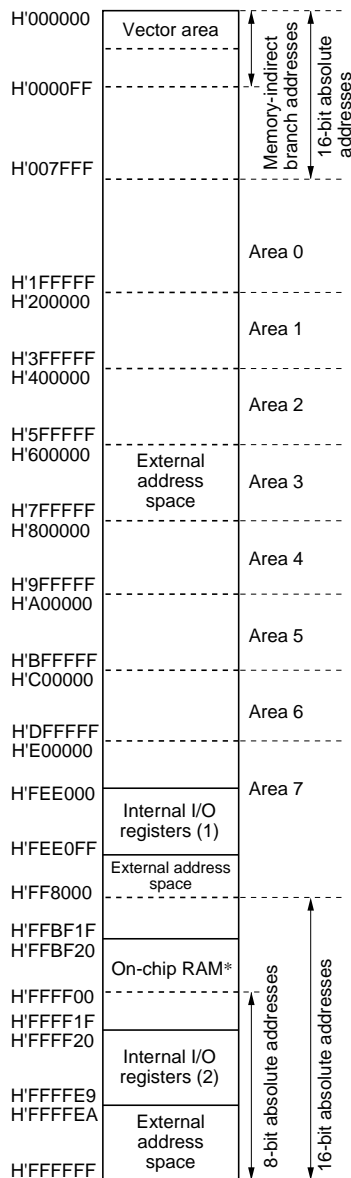 H'000000
Vector area
H'0000FF
Memory-indirect
branch addresses
16-bit absolute
addresses
H'007FFF
Area 0
H'1FFFFF
H'200000
Area 1
H'3FFFFF
H'400000
Area 2
H'5FFFFF
H'600000
External
address
space
Area 3
H'7FFFFF
H'800000
Area 4
H'9FFFFF
H'A00000
Area 5
H'BFFFFF
H'C00000
Area 6
H'DFFFFF
H'E00000
Area 7
H'FEE000
Internal I/O
registers (1)
H'FEE0FF
External address
space
H'FF8000
H'FFBF1F
H'FFBF20
On-chip RAM*
H'FFFF00
H'FFFF1F
H'FFFF20
Internal I/O
registers (2)
H'FFFFE9
H'FFFFEA
External
address
space
H'FFFFFF
8-bit absolute addresses
16-bit absolute addresses